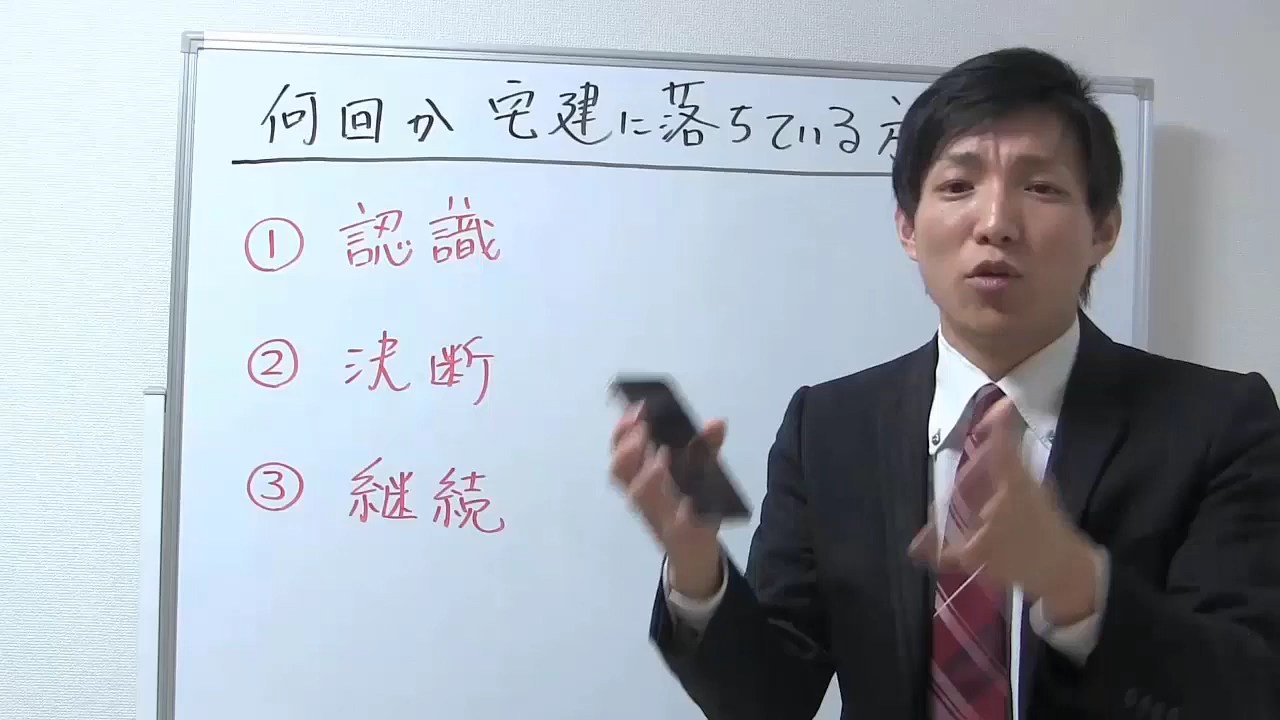 何回か宅建に落ちている方
① 認識
② 決断
③ 継続